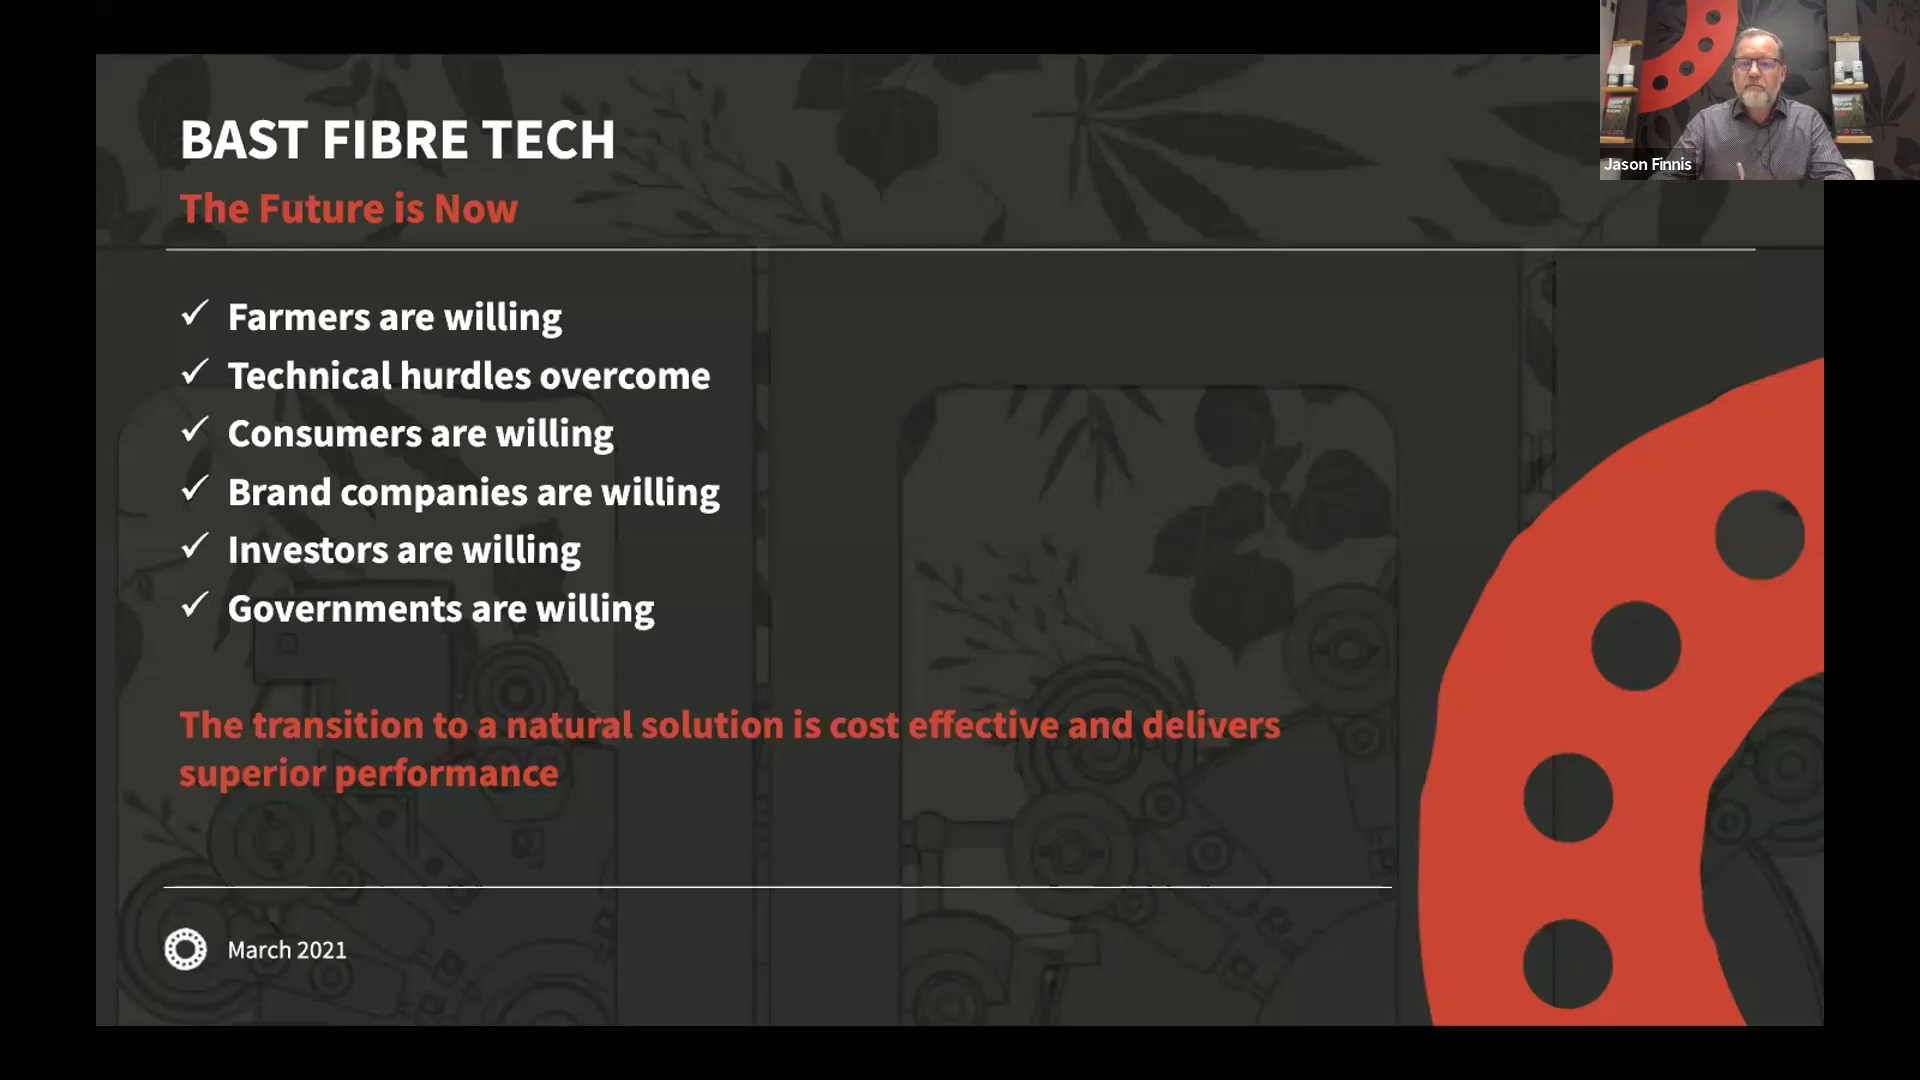 BAST FIBRE TECH
The Future is Now
✓ Farmers are willing
✓ Technical hurdles overcome
✓ Consumers are willing
✓ Brand companies are willing
✓ Investors are willing
✓ Governments are willing
The transition to a natural solution is cost effective and delivers
superior performance
March 2021
Jason Finnis